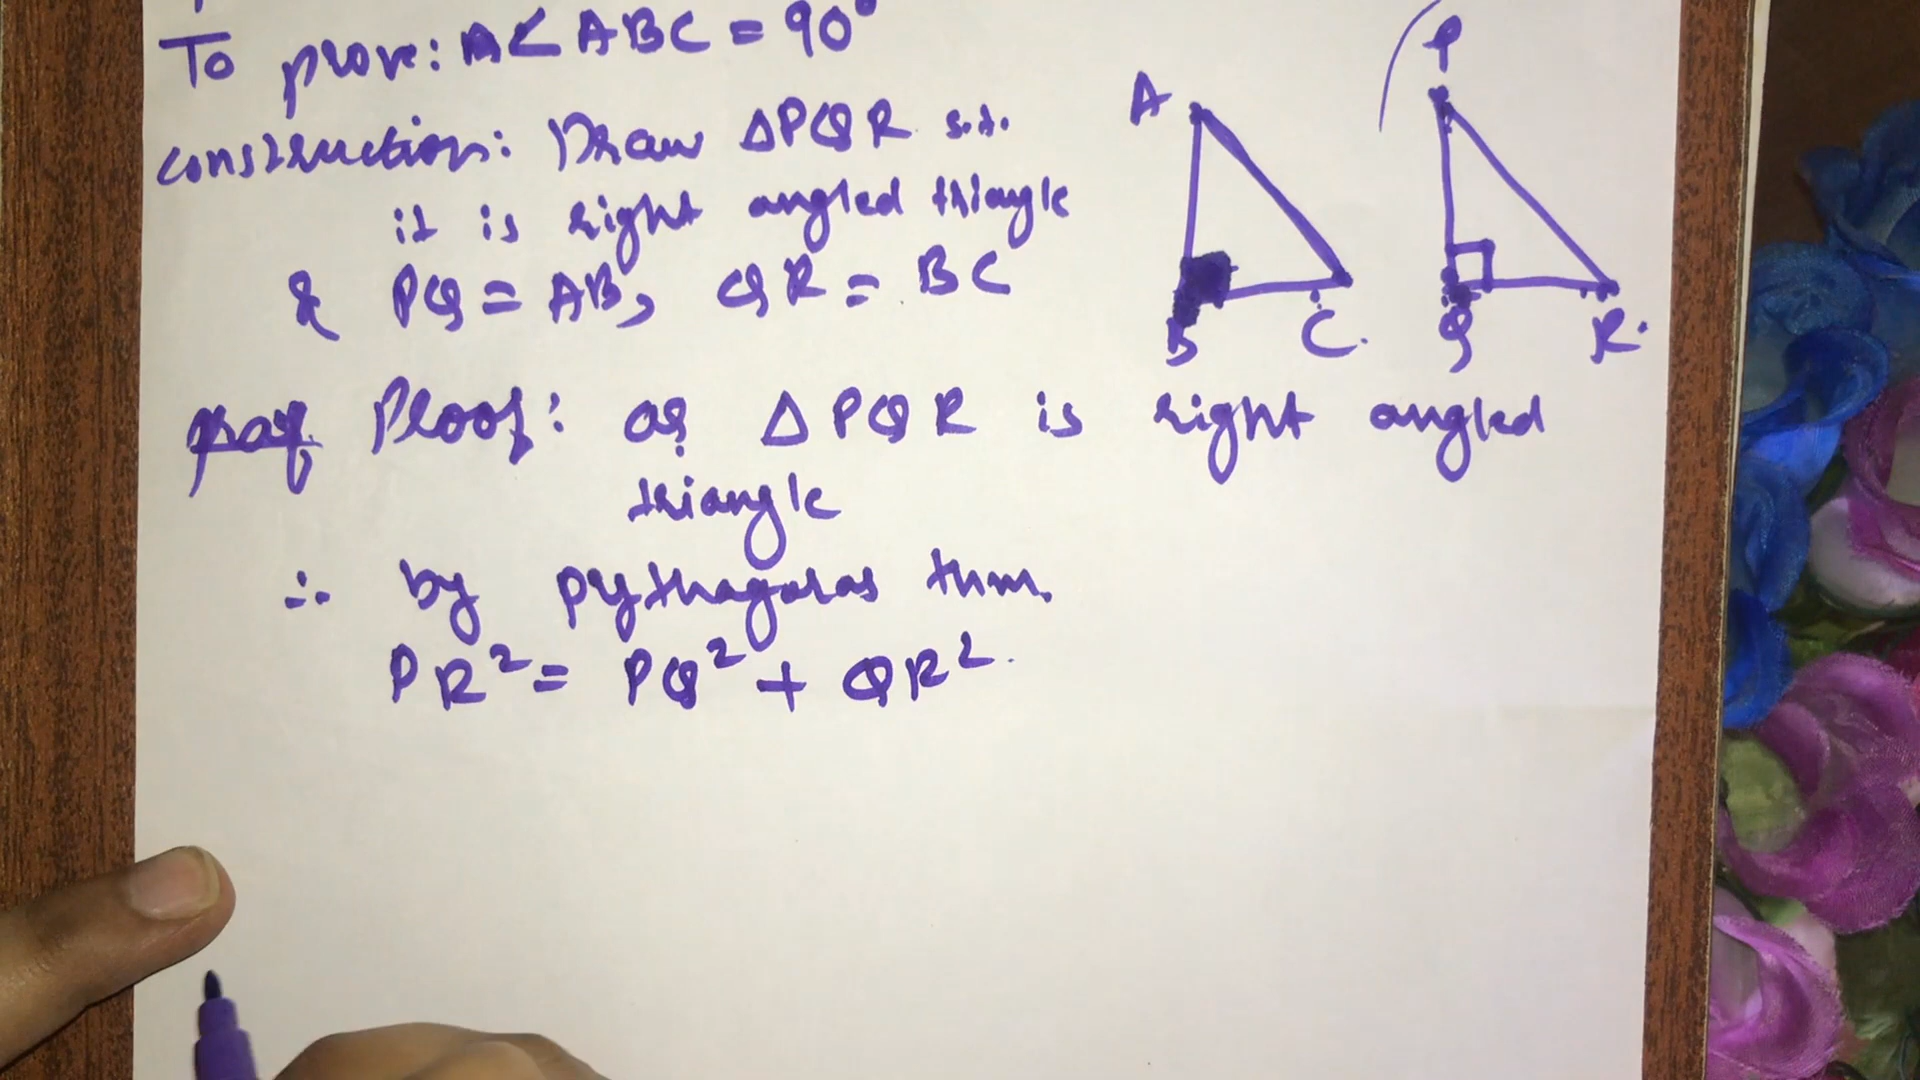 To prove: ∠ABC = 90°
construction: Draw ΔPQR s.t.
it is right angled triangle
& PQ = AB, QR = BC
A
P
B
C.
Q
R.
Proof: as ΔPQR is right angled
triangle
∴ by pythagoras thm.
PR² = PQ² + QR².